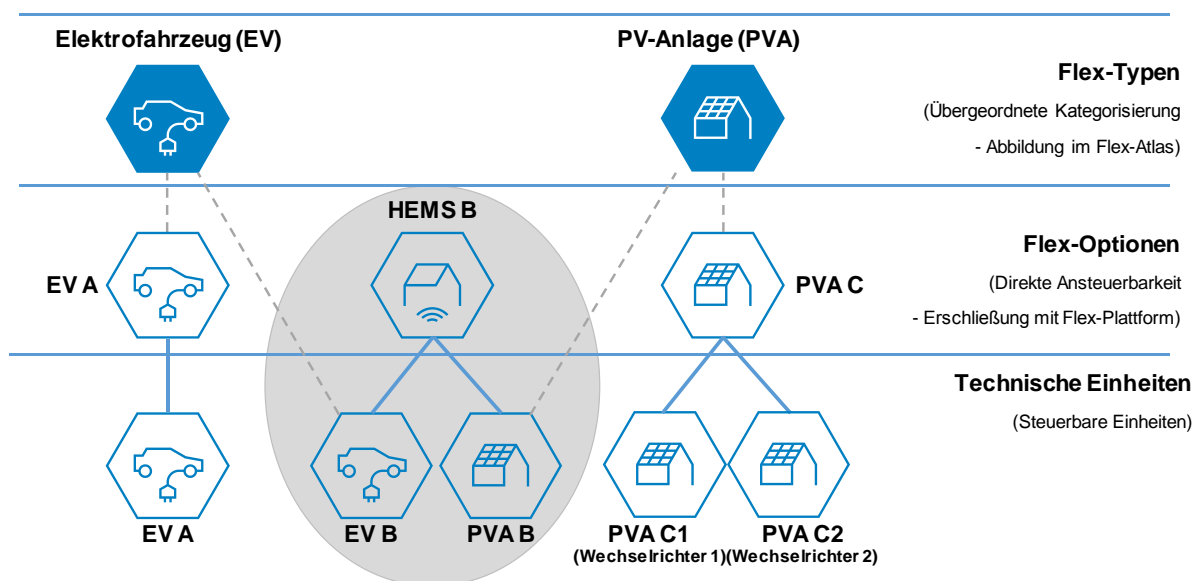 Elektrofahrzeug (EV)
PV-Anlage (PVA)
Flex-Typen
(Übergeordnete Kategorisierung
- Abbildung im Flex-Atlas)
HEMS B
EV A
PVA C
Flex-Optionen
(Direkte Ansteuerbarkeit
- Erschließung mit Flex-Plattform)
Technische Einheiten
(Steuerbare Einheiten)
EV A
EV B
PVA B
PVA C1
(Wechselrichter 1)
PVA C2
(Wechselrichter 2)